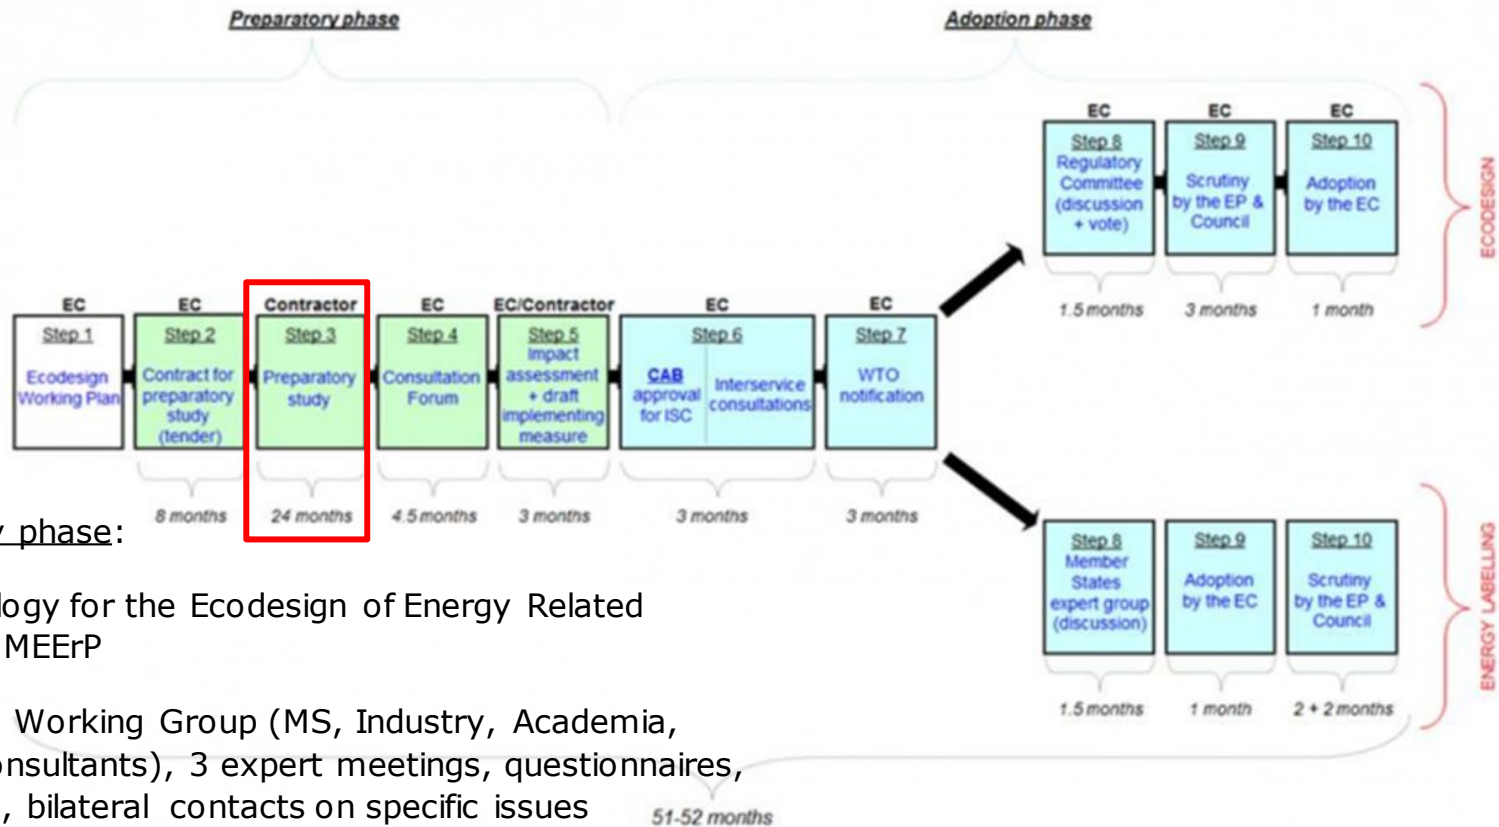 Preparatory phase
Adoption phase
EC
EC
EC
Step 8
Regulatory
Committee
(discussion
+ vote)
Step 9
Scrutiny
by the EP &
Council
Step 10
Adoption
by the EC
1.5 months
3 months
1 month
ECODESIGN
EC
EC
Contractor
EC
EC/Contractor
EC
EC
Step 1
Ecodesign
Working Plan
Step 2
Contract for
preparatory
study
(tender)
Step 3
Preparatory
study
Step 4
Consultation
Forum
Step 5
Impact
assessment
+ draft
implementing
measure
Step 6
CAB
approval
for ISC
Interservice
consultations
Step 7
WTO
notification
8 months
24 months
4.5 months
3 months
3 months
3 months
y phase:
logy for the Ecodesign of Energy Related
MEErP
Working Group (MS, Industry, Academia,
onsultants), 3 expert meetings, questionnaires,
, bilateral contacts on specific issues
Step 8
Member
States
expert group
(discussion)
Step 9
Adoption
by the EC
Step 10
Scrutiny
by the EP &
Council
1.5 months
1 month
2 + 2 months
ENERGY LABELLING
51-52 months